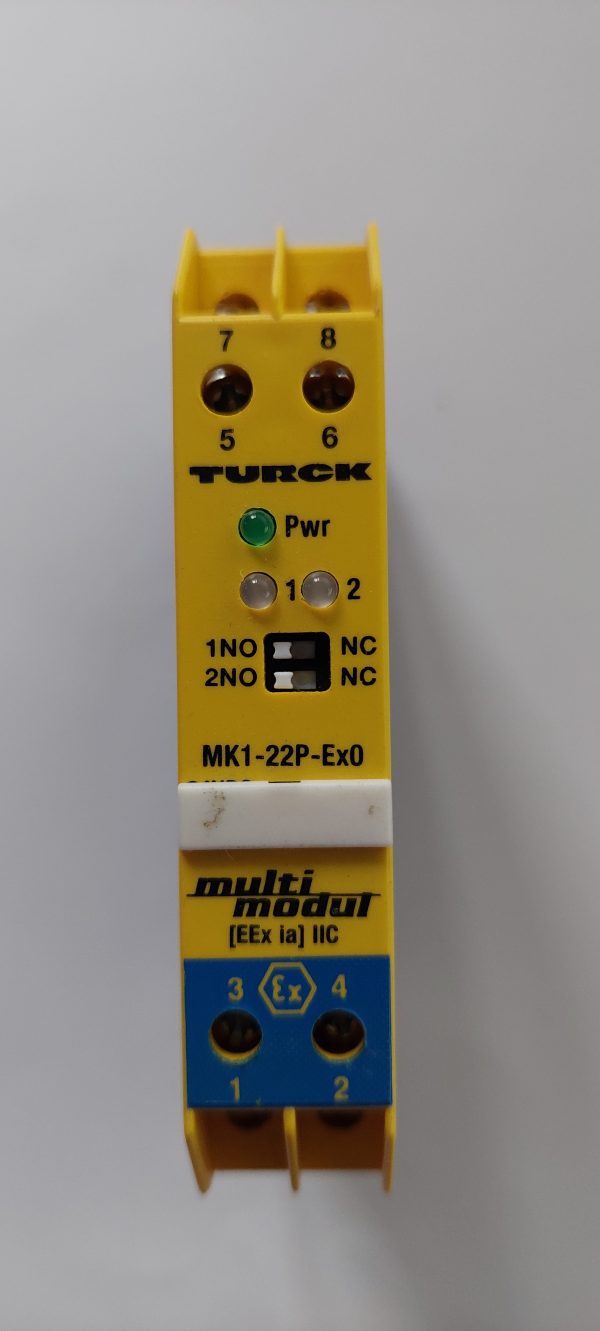 7 8
5 6
TURCK
Pwr
1 2
1NO NC
2NO NC
MK1-22P-Ex0
multi
modul
[EEx ia] IIC
3 Ex 4
1 2